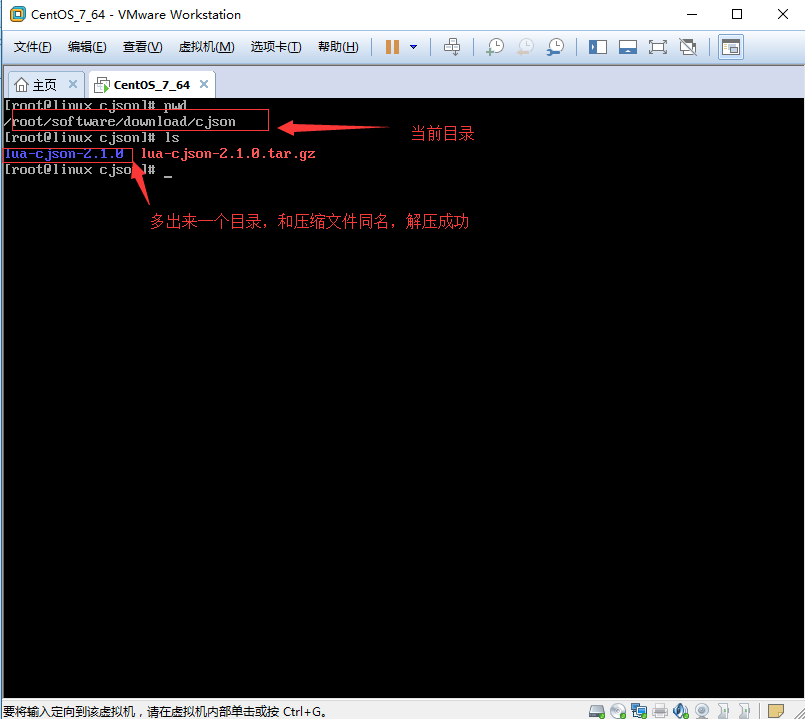 CentOS_7_64 - VMware Workstation
文件(F) 编辑(E) 查看(V) 虚拟机(M) 选项卡(T) 帮助(H)
主页 CentOS_7_64
[root@linux cjson]# pwd
/root/software/download/cjson
当前目录
[root@linux cjson]# ls
lua-cjson-2.1.0 lua-cjson-2.1.0.tar.gz
[root@linux cjson]# _
多出来一个目录，和压缩文件同名，解压成功
要将输入定向到该虚拟机，请在虚拟机内部单击或按 Ctrl+G。